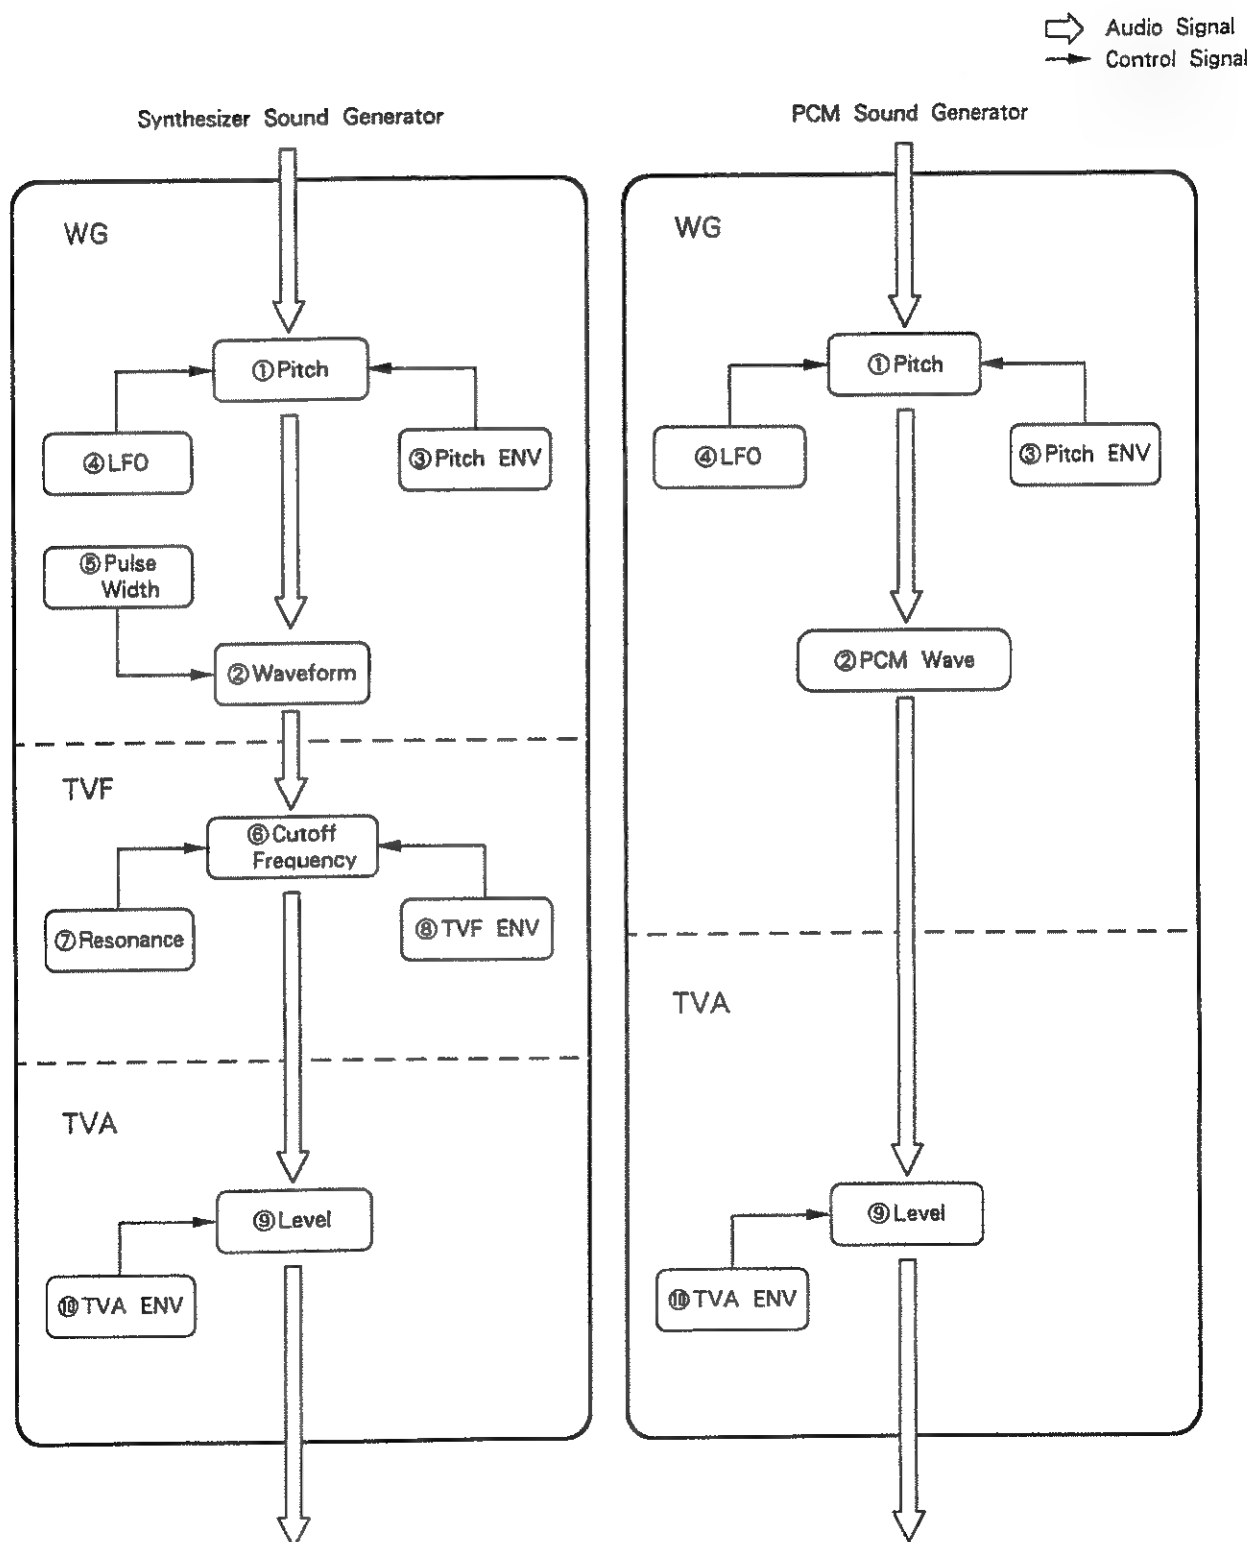 Audio Signal
Control Signal
Synthesizer Sound Generator
WG
①Pitch
④LFO
③Pitch ENV
⑤Pulse
Width
②Waveform
TVF
⑥Cutoff
Frequency
⑦Resonance
⑧TVF ENV
TVA
⑨Level
⑩TVA ENV
PCM Sound Generator
WG
①Pitch
④LFO
③Pitch ENV
②PCM Wave
TVA
⑨Level
⑩TVA ENV